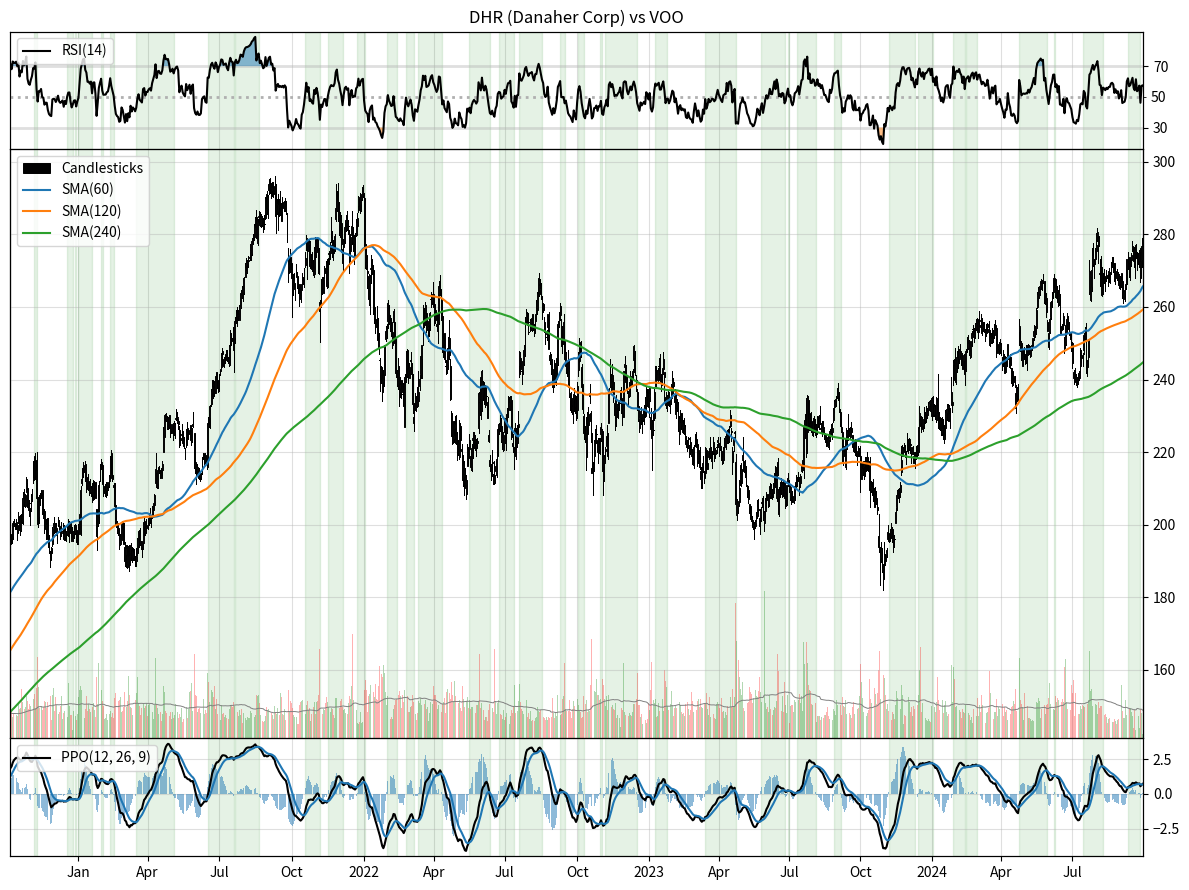 DHR (Danaher Corp) vs VOO
RSI(14)
70
50
30
Candlesticks
SMA(60)
SMA(120)
SMA(240)
300
280
260
240
220
200
180
160
PPO(12, 26, 9)
2.5
0.0
−2.5
Jan Apr Jul Oct 2022 Apr Jul Oct 2023 Apr Jul Oct 2024 Apr Jul